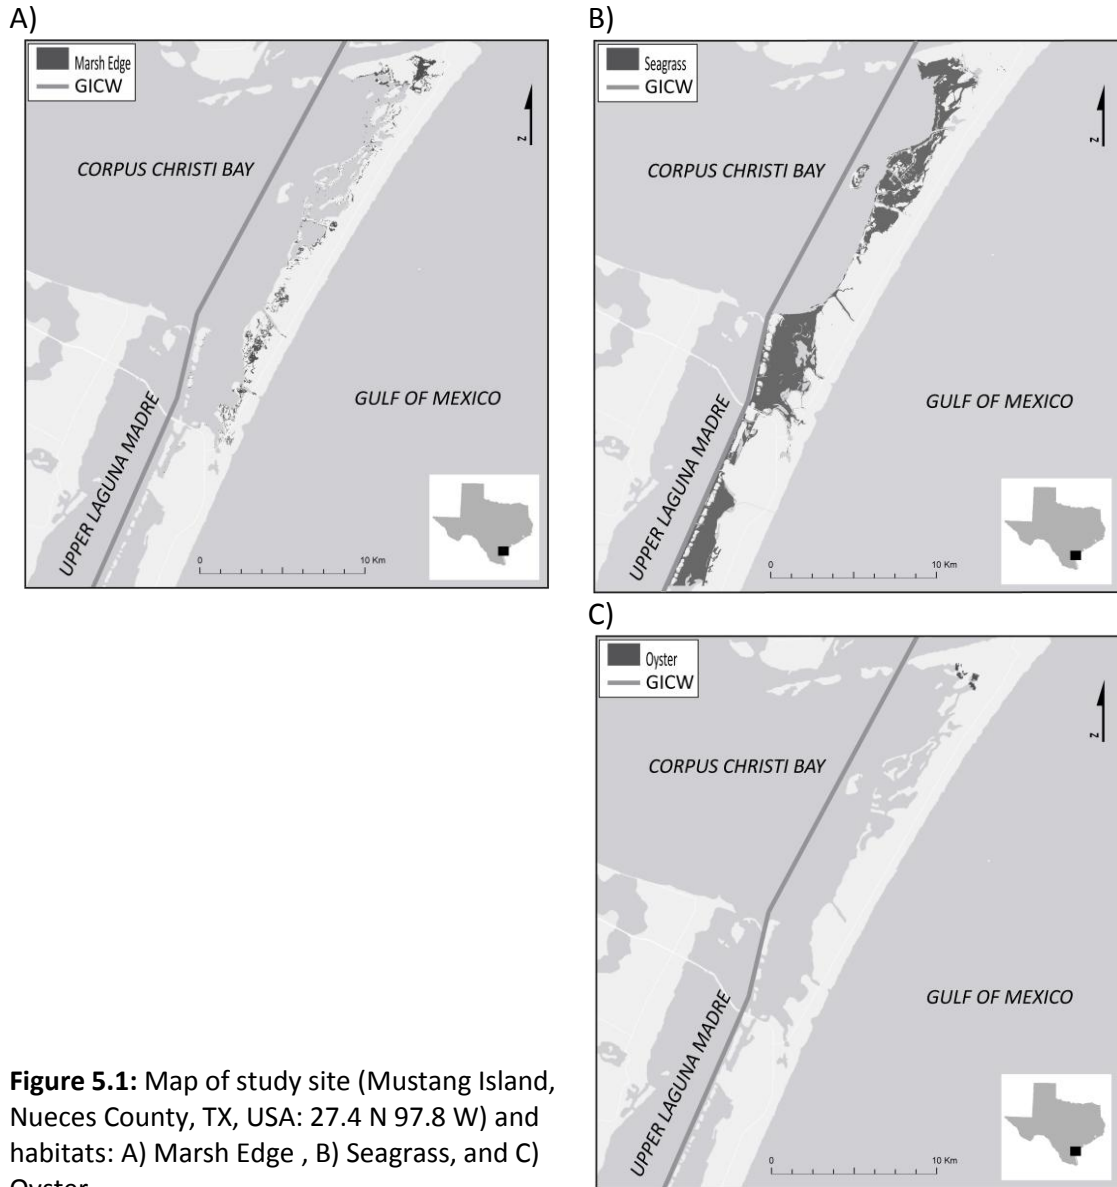 A)
Marsh Edge
GICW
N
CORPUS CHRISTI BAY
GULF OF MEXICO
UPPER LAGUNA MADRE
0
10 Km
B)
Seagrass
GICW
N
CORPUS CHRISTI BAY
GULF OF MEXICO
UPPER LAGUNA MADRE
0
10 Km
C)
Oyster
GICW
N
CORPUS CHRISTI BAY
GULF OF MEXICO
UPPER LAGUNA MADRE
0
10 Km
Figure 5.1: Map of study site (Mustang Island,
Nueces County, TX, USA: 27.4 N 97.8 W) and
habitats: A) Marsh Edge , B) Seagrass, and C)
Oyster